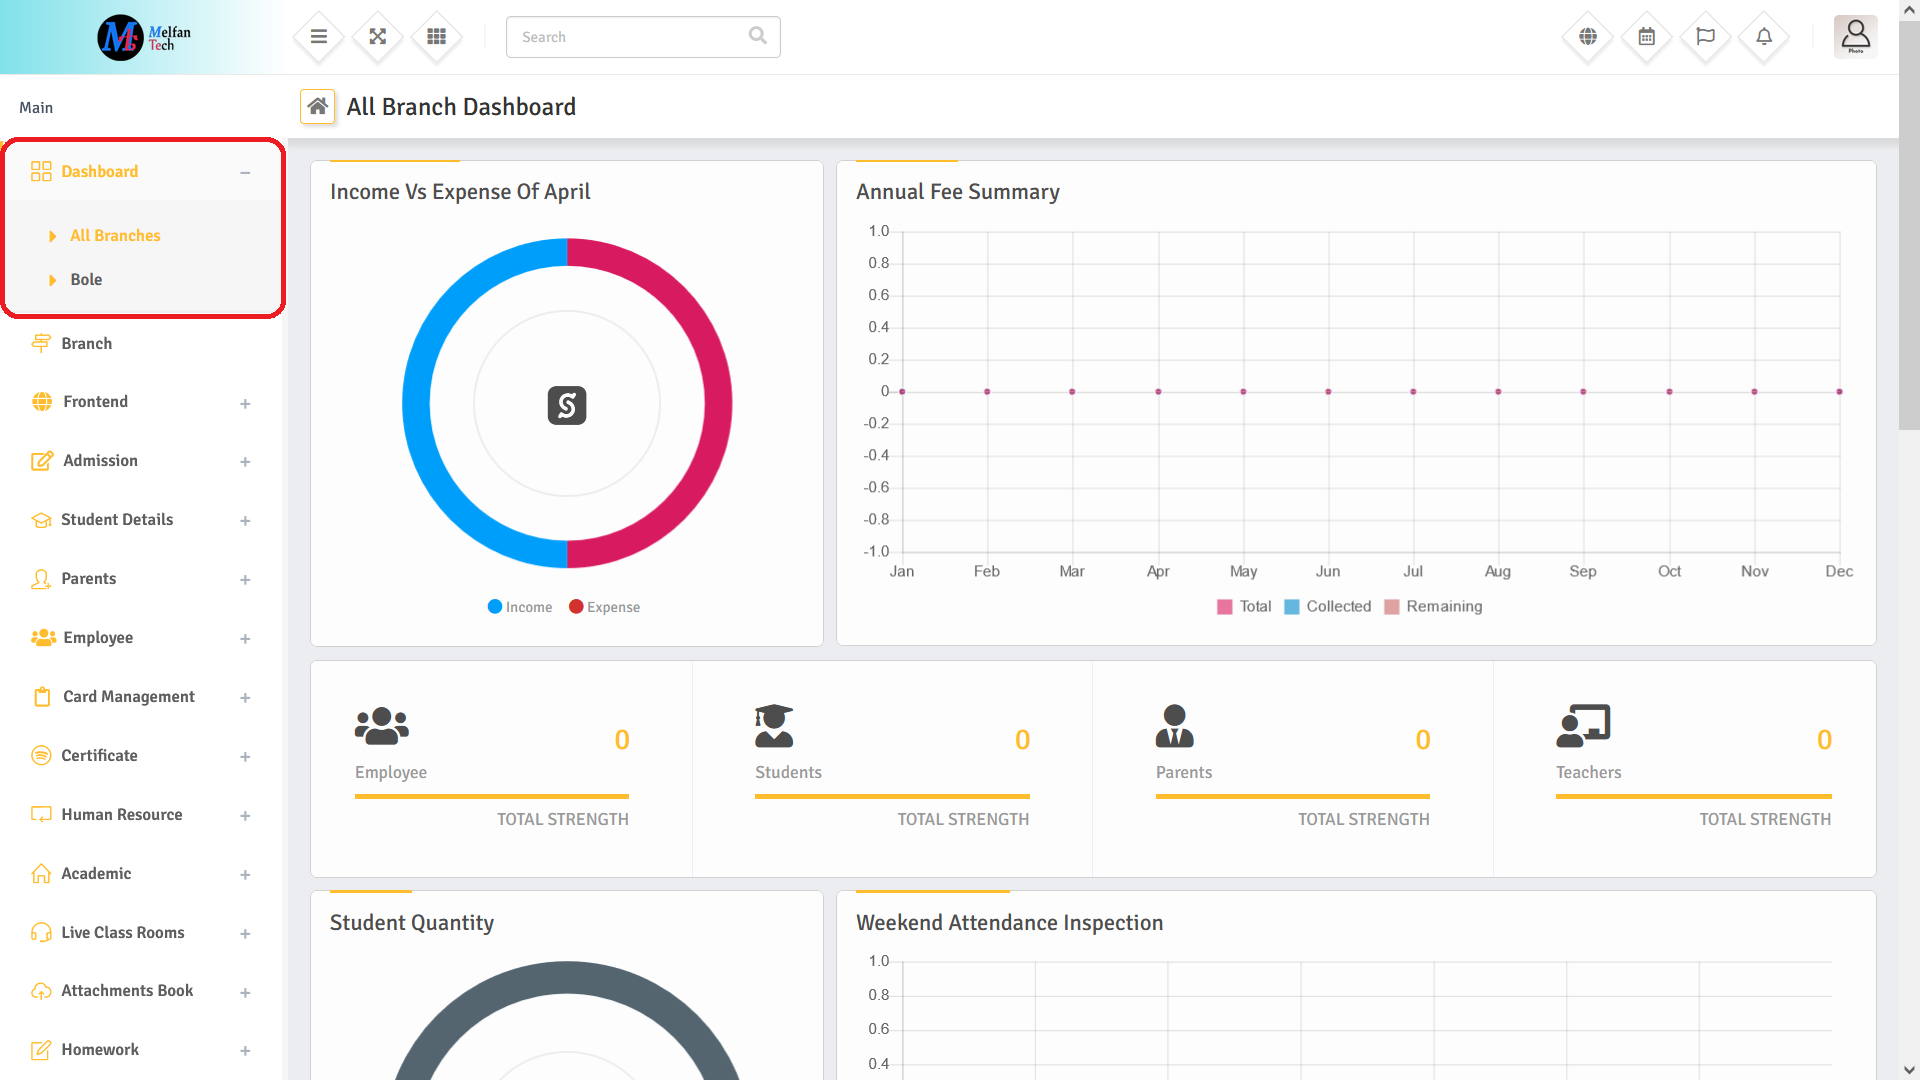 Melfan
Tech
Search
Photo
Main
All Branch Dashboard
Dashboard
All Branches
Bole
Branch
Frontend
Admission
Student Details
Parents
Employee
Card Management
Certificate
Human Resource
Academic
Live Class Rooms
Attachments Book
Homework
Income Vs Expense Of April
Income Expense
Annual Fee Summary
1.0
0.8
0.6
0.4
0.2
0
-0.2
-0.4
-0.6
-0.8
-1.0
Jan Feb Mar Apr May Jun Jul Aug Sep Oct Nov Dec
Total Collected Remaining
0
Employee
TOTAL STRENGTH
0
Students
TOTAL STRENGTH
0
Parents
TOTAL STRENGTH
0
Teachers
TOTAL STRENGTH
Student Quantity
Weekend Attendance Inspection
1.0
0.8
0.6
0.4